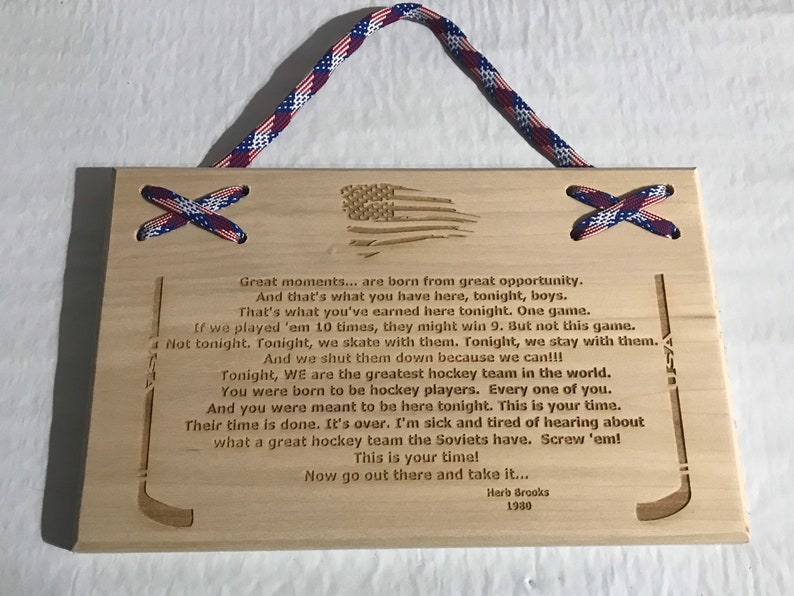 Great moments... are born from great opportunity.
And that's what you have here, tonight, boys.
That's what you've earned here tonight. One game.
If we played 'em 10 times, they might win 9. But not this game.
Not tonight. Tonight, we skate with them. Tonight, we stay with them.
And we shut them down because we can!!!
Tonight, WE are the greatest hockey team in the world.
You were born to be hockey players.  Every one of you.
And you were meant to be here tonight. This is your time.
Their time is done. It's over. I'm sick and tired of hearing about
what a great hockey team the Soviets have.  Screw 'em!
This is your time!
Now go out there and take it...
Herb Brooks
1980
USA
USA